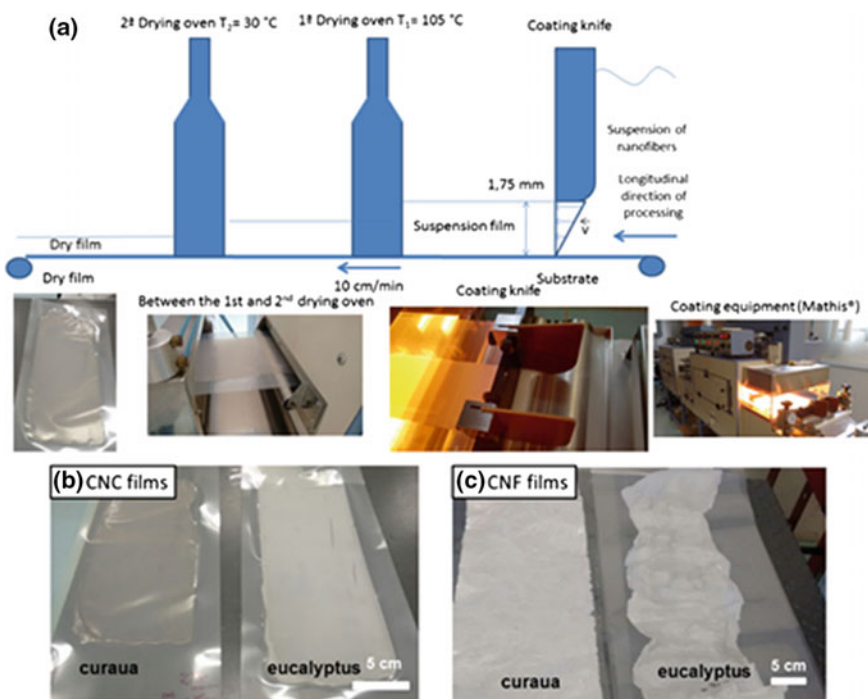 (a)
2ª Drying oven T₂= 30 °C
1ª Drying oven T₁= 105 °C
Coating knife
Suspension of
nanofibers
Longitudinal
direction of
processing
1,75 mm
Suspension film
V
Dry film
10 cm/min
Substrate
Dry film
Between the 1st and 2ⁿᵈ drying oven
Coating knife
Coating equipment (Mathis®)
(b) CNC films
curaua
eucalyptus
5 cm
(c) CNF films
curaua
eucalyptus
5 cm